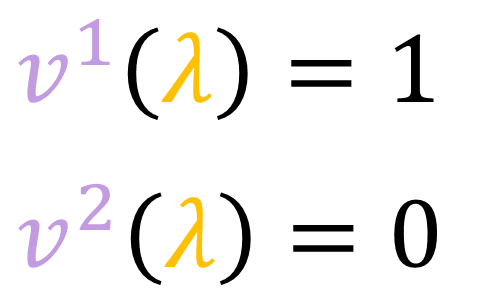 v¹(λ) = 1
v²(λ) = 0